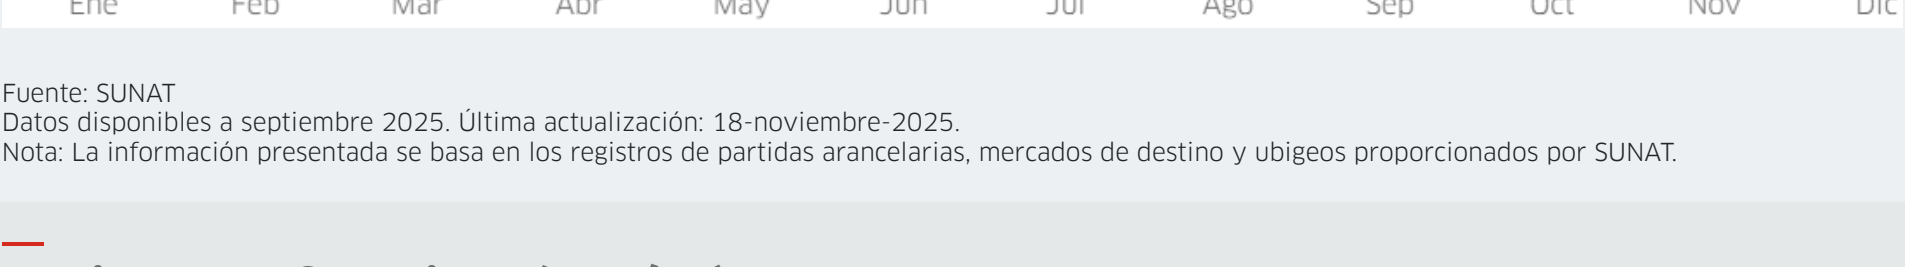 Ene Feb Mar Abr May Jun Jul Ago Sep Oct Nov Dic
Fuente: SUNAT
Datos disponibles a septiembre 2025. Última actualización: 18-noviembre-2025.
Nota: La información presentada se basa en los registros de partidas arancelarias, mercados de destino y ubigeos proporcionados por SUNAT.